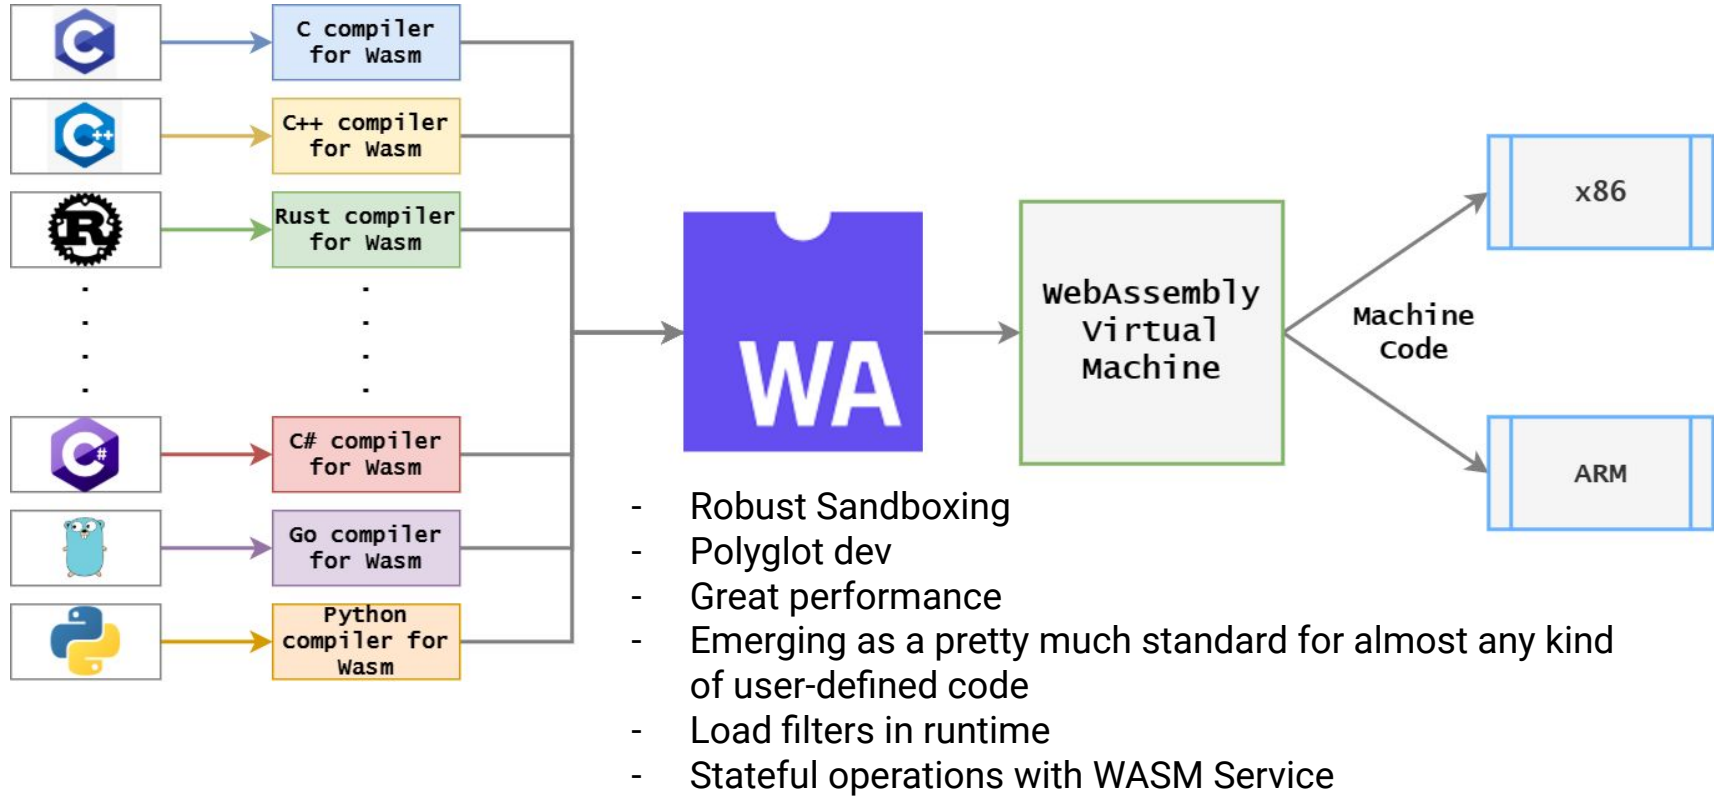 C
C compiler
for Wasm
C++
C++ compiler
for Wasm
R
Rust compiler
for Wasm
C#
C# compiler
for Wasm
Go compiler
for Wasm
Python
compiler for
Wasm
WA
WebAssembly
Virtual
Machine
Machine
Code
x86
ARM
- Robust Sandboxing
- Polyglot dev
- Great performance
- Emerging as a pretty much standard for almost any kind
of user-defined code
- Load filters in runtime
- Stateful operations with WASM Service